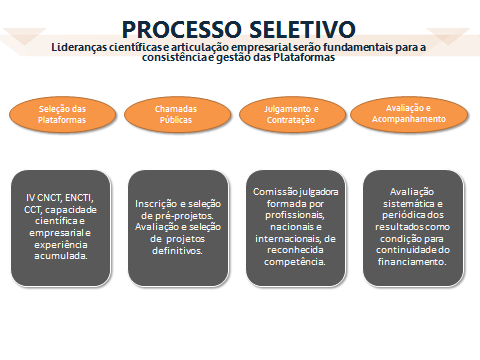 PROCESSO SELETIVO
Lideranças científicas e articulação empresarial serão fundamentais para a
consistência e gestão das Plataformas
Seleção das
Plataformas
Chamadas
Públicas
Julgamento e
Contratação
Avaliação e
Acompanhamento
IV CNCT, ENCTI,
CCT, capacidade
científica e
empresarial e
experiência
acumulada.
Inscrição e seleção
de pré-projetos.
Avaliação e seleção
de projetos
definitivos.
Comissão julgadora
formada por
profissionais,
nacionais e
internacionais, de
reconhecida
competência.
Avaliação
sistemática e
periódica dos
resultados como
condição para
continuidade do
financiamento.